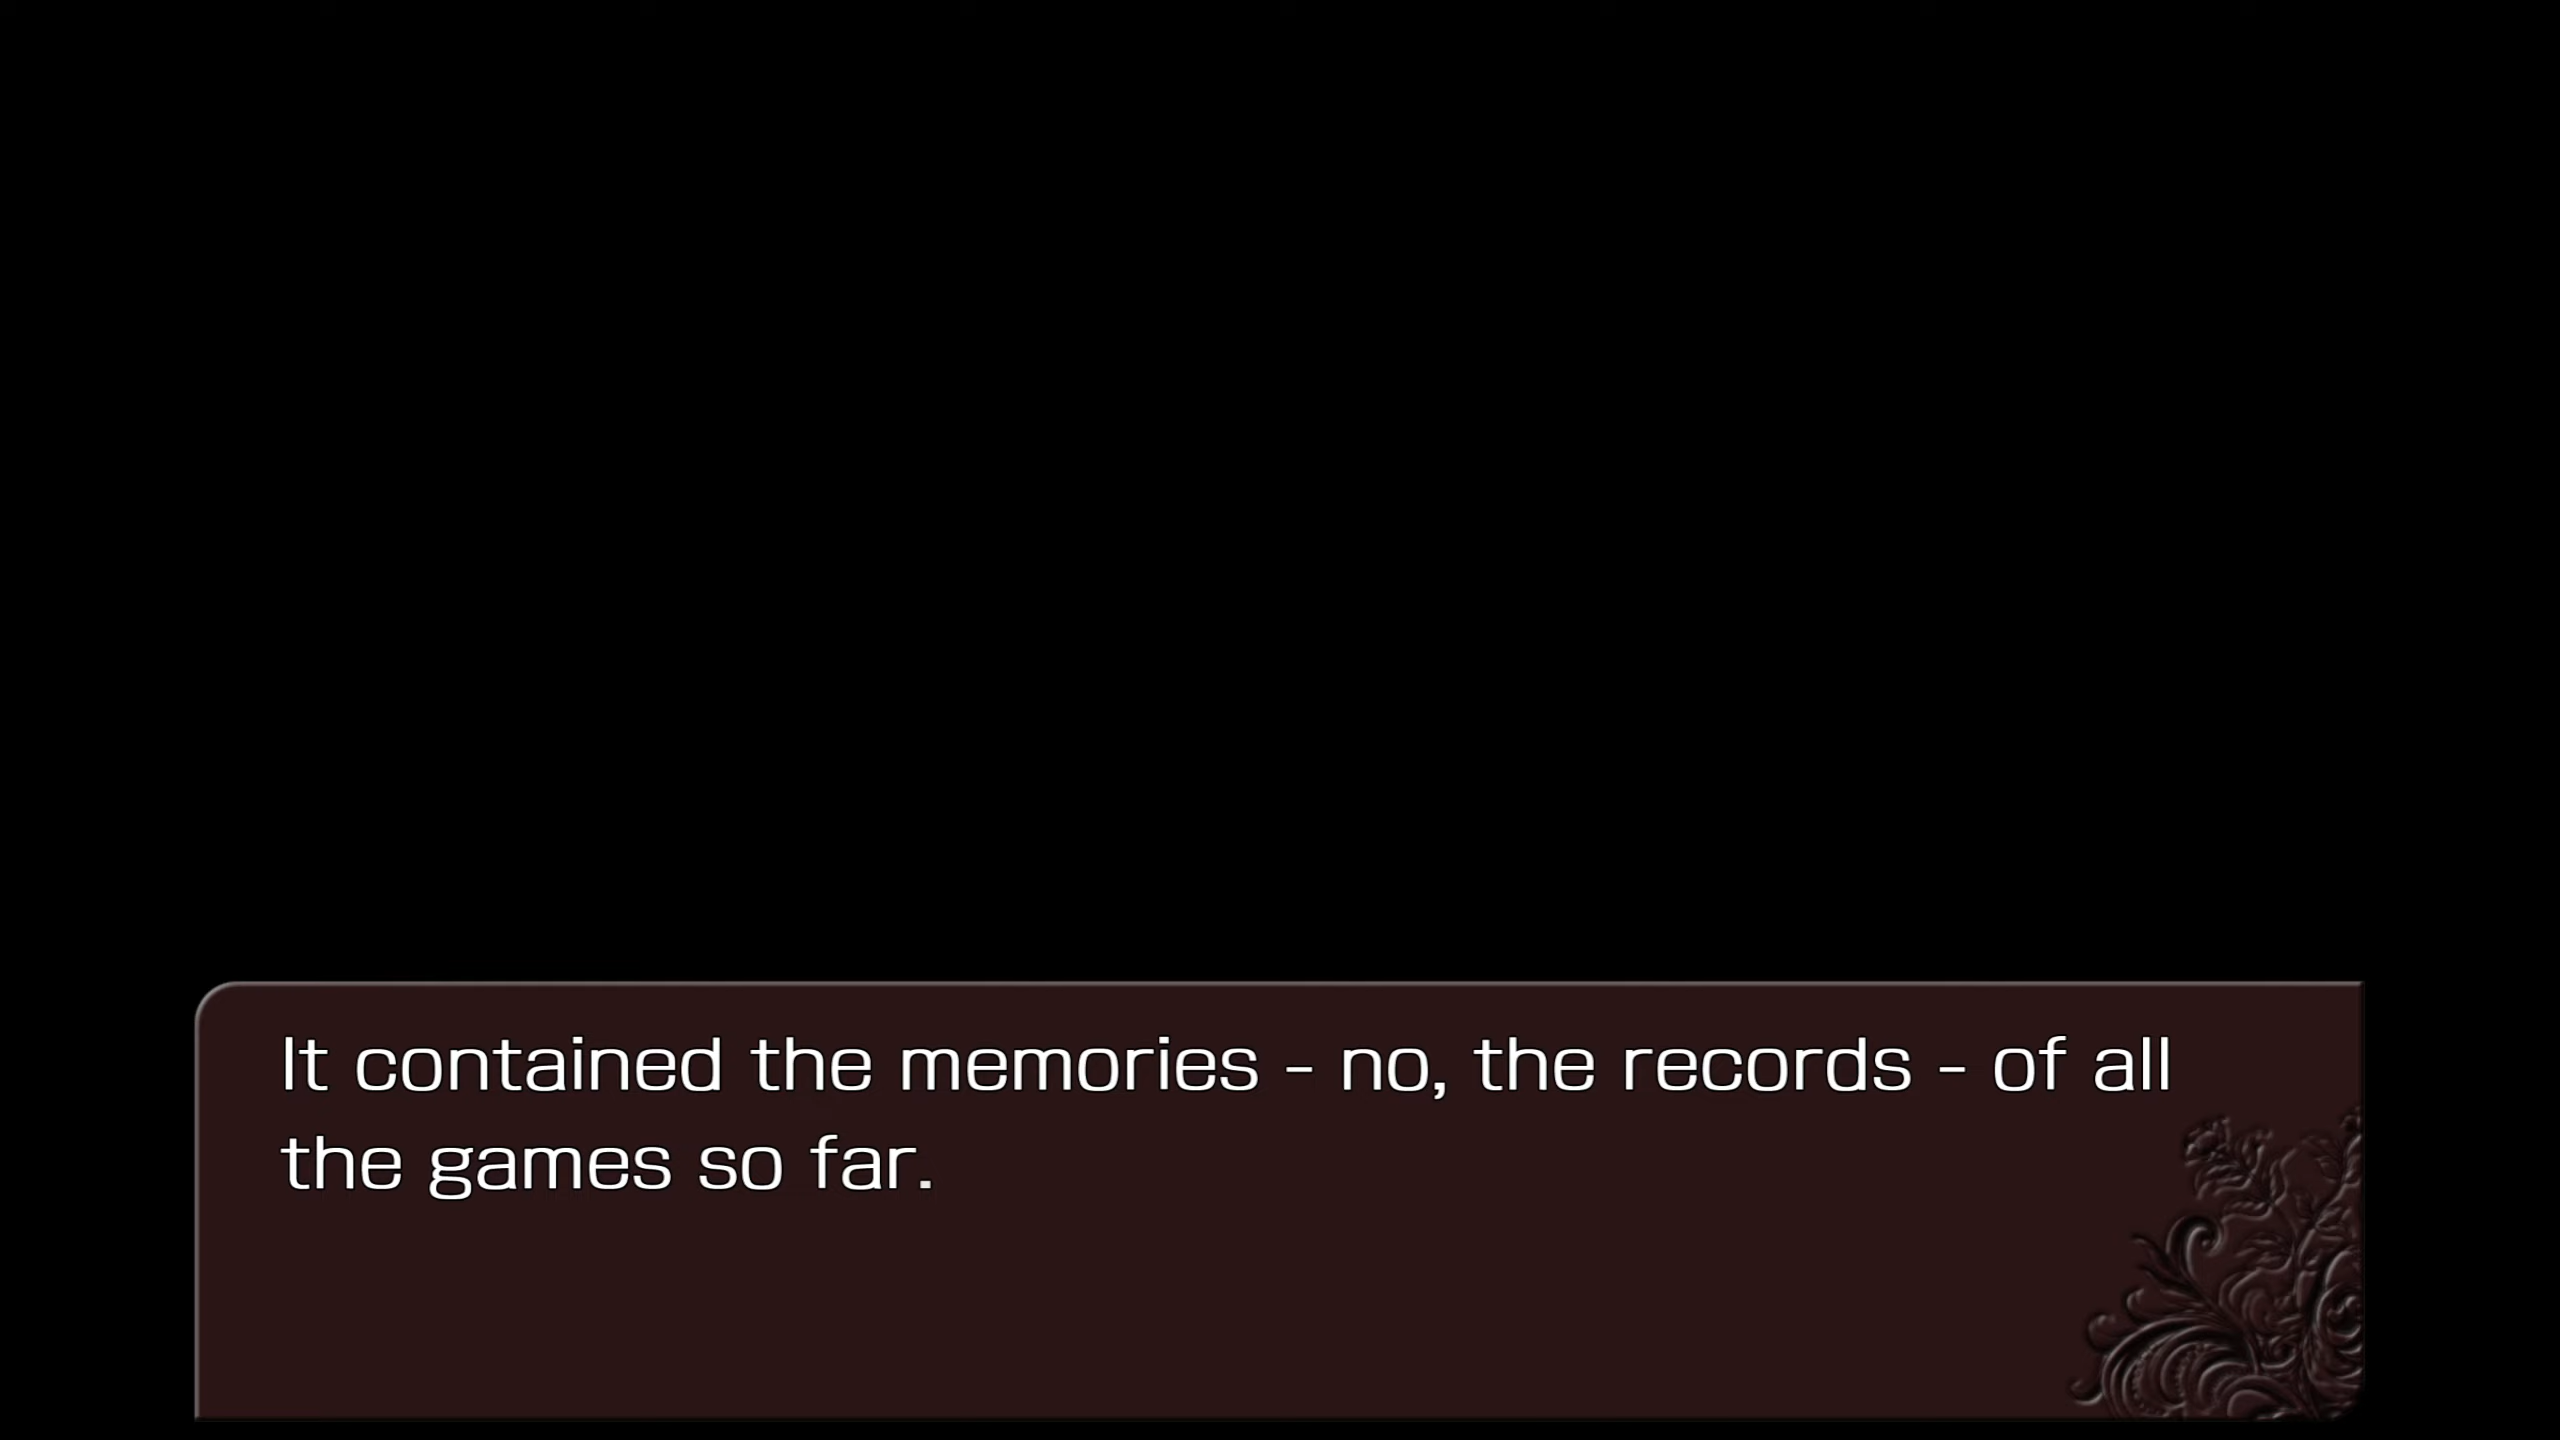 It contained the memories - no, the records - of all
the games so far.